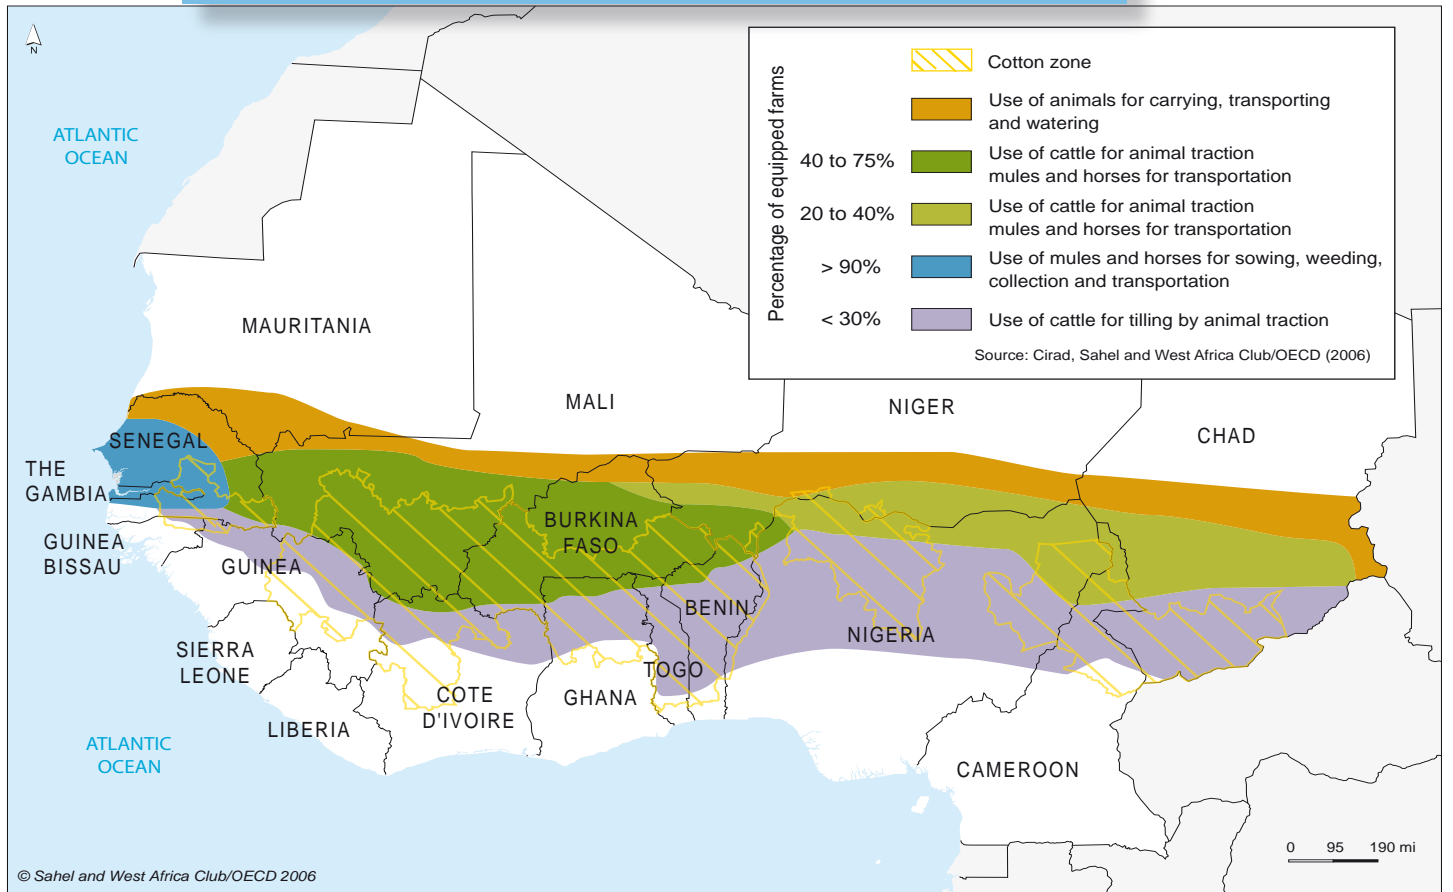 N
ATLANTIC
OCEAN
Percentage of equipped farms
Cotton zone
Use of animals for carrying, transporting
and watering
40 to 75%
Use of cattle for animal traction
mules and horses for transportation
20 to 40%
Use of cattle for animal traction
mules and horses for transportation
> 90%
Use of mules and horses for sowing, weeding,
collection and transportation
< 30%
Use of cattle for tilling by animal traction
Source: Cirad, Sahel and West Africa Club/OECD (2006)
MAURITANIA
MALI
NIGER
CHAD
SENEGAL
THE
GAMBIA
GUINEA
BISSAU
GUINEA
BURKINA
FASO
BENIN
NIGERIA
SIERRA
LEONE
TOGO
COTE
D'IVOIRE
GHANA
LIBERIA
ATLANTIC
OCEAN
CAMEROON
0 95 190 mi
© Sahel and West Africa Club/OECD 2006